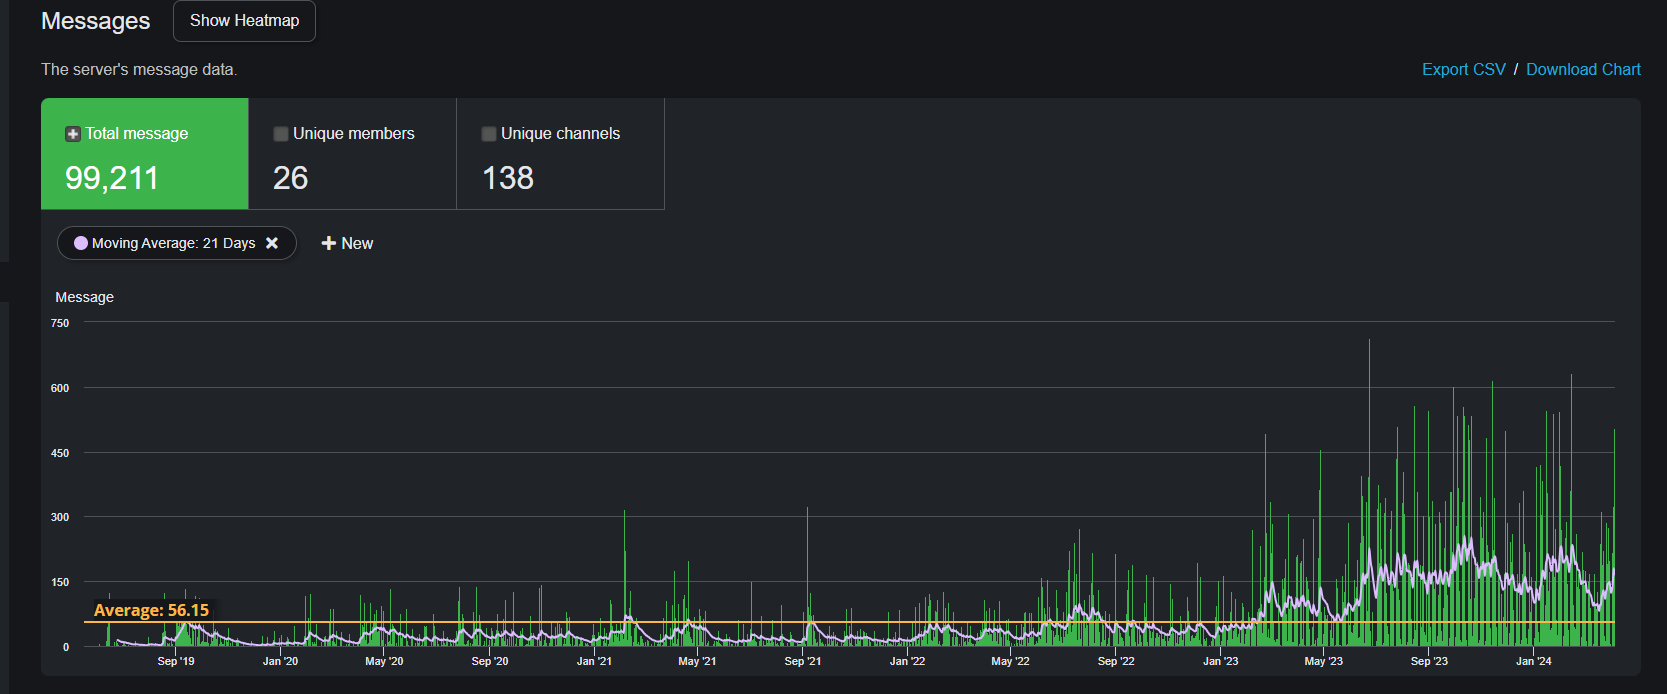 Messages Show Heatmap
The server's message data.
Export CSV / Download Chart
Total message
99,211
Unique members
26
Unique channels
138
Moving Average: 21 Days
New
Message
750
600
450
300
150
0
Average: 56.15
Sep '19 Jan '20 May '20 Sep '20 Jan '21 May '21 Sep '21 Jan '22 May '22 Sep '22 Jan '23 May '23 Sep '23 Jan '24